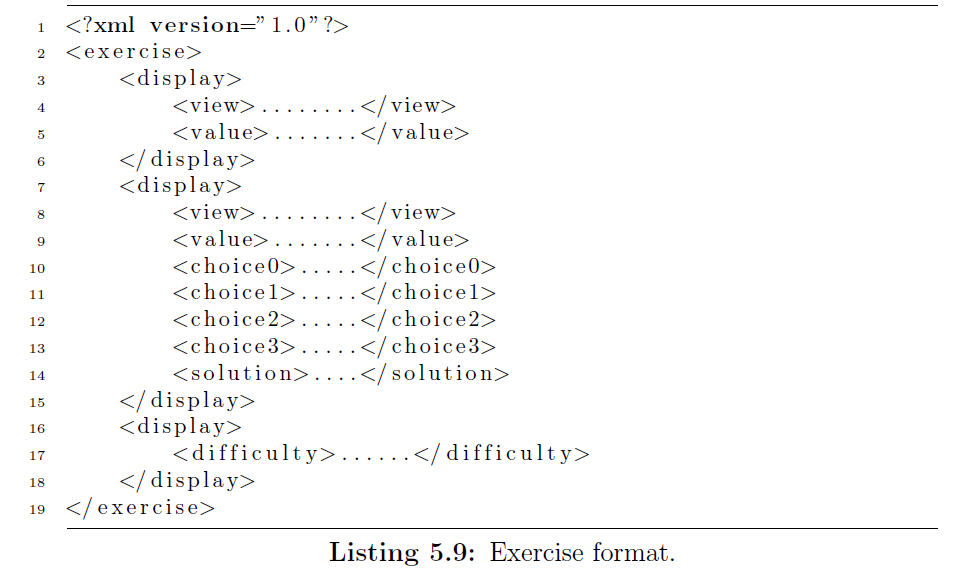 1 <?xml version="1.0"?>
2 <exercise>
3 <display>
4 <view>........</view>
5 <value>.......</value>
6 </display>
7 <display>
8 <view>........</view>
9 <value>.......</value>
10 <choice0>.....</choice0>
11 <choice1>.....</choice1>
12 <choice2>.....</choice2>
13 <choice3>.....</choice3>
14 <solution>....</solution>
15 </display>
16 <display>
17 <difficulty>......</difficulty>
18 </display>
19 </exercise>
Listing 5.9: Exercise format.